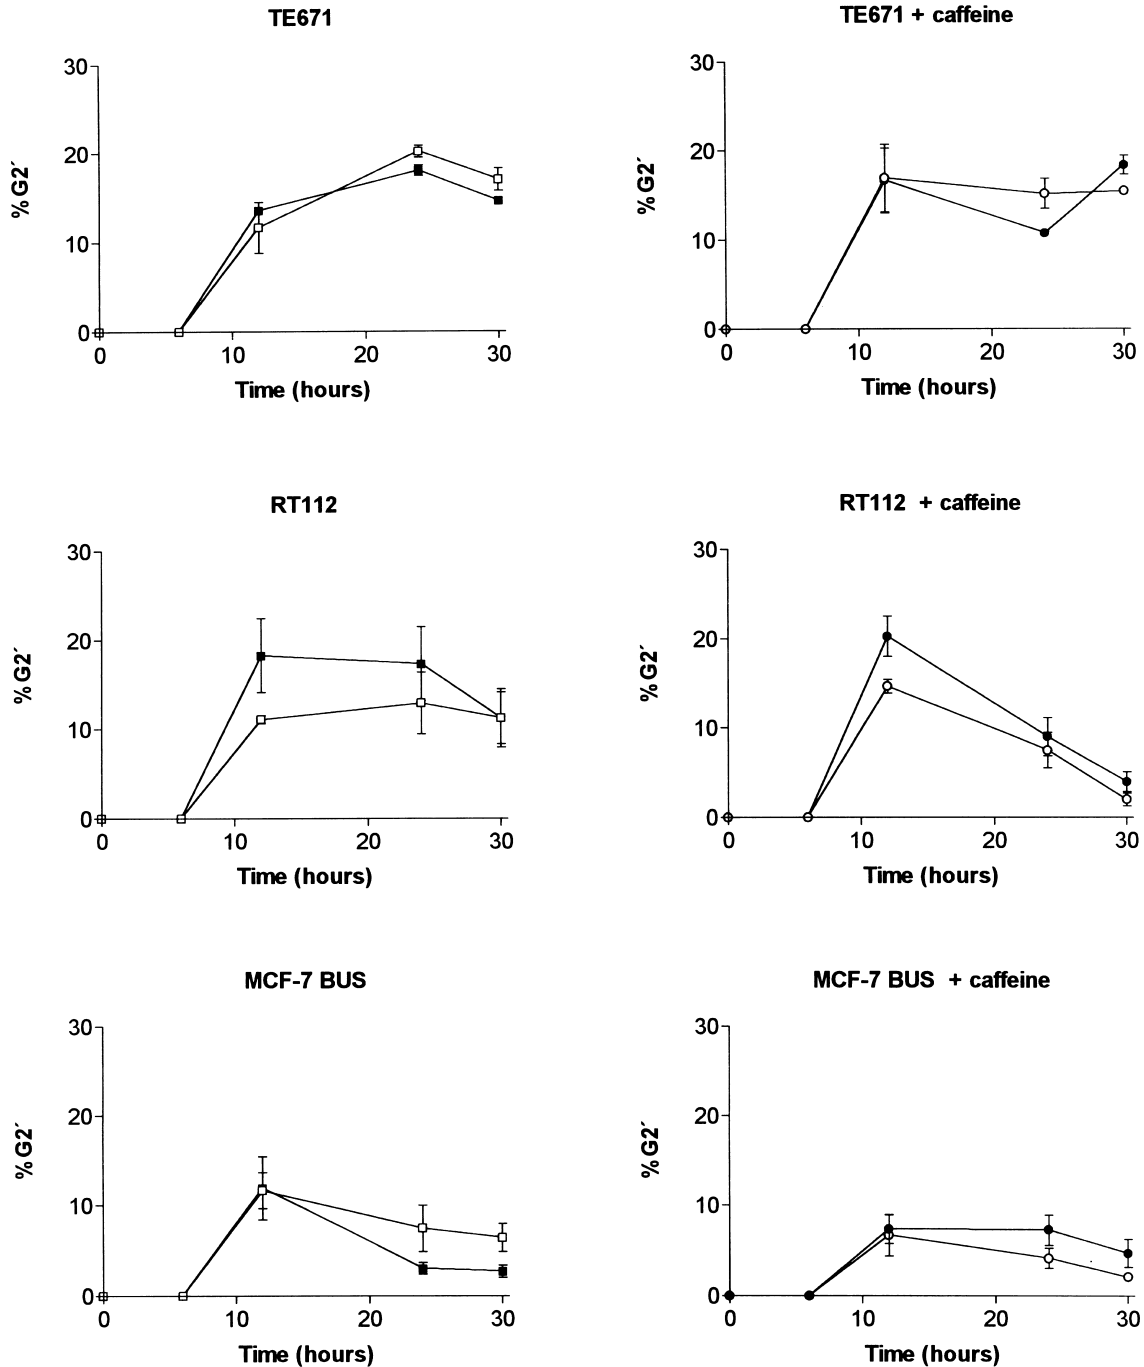 TE671
30
20
10
0
% G2´
0 10 20 30
Time (hours)
TE671 + caffeine
30
20
10
0
% G2´
0 10 20 30
Time (hours)
RT112
30
20
10
0
% G2´
0 10 20 30
Time (hours)
RT112 + caffeine
30
20
10
0
% G2´
0 10 20 30
Time (hours)
MCF-7 BUS
30
20
10
0
% G2´
0 10 20 30
Time (hours)
MCF-7 BUS + caffeine
30
20
10
0
% G2´
0 10 20 30
Time (hours)